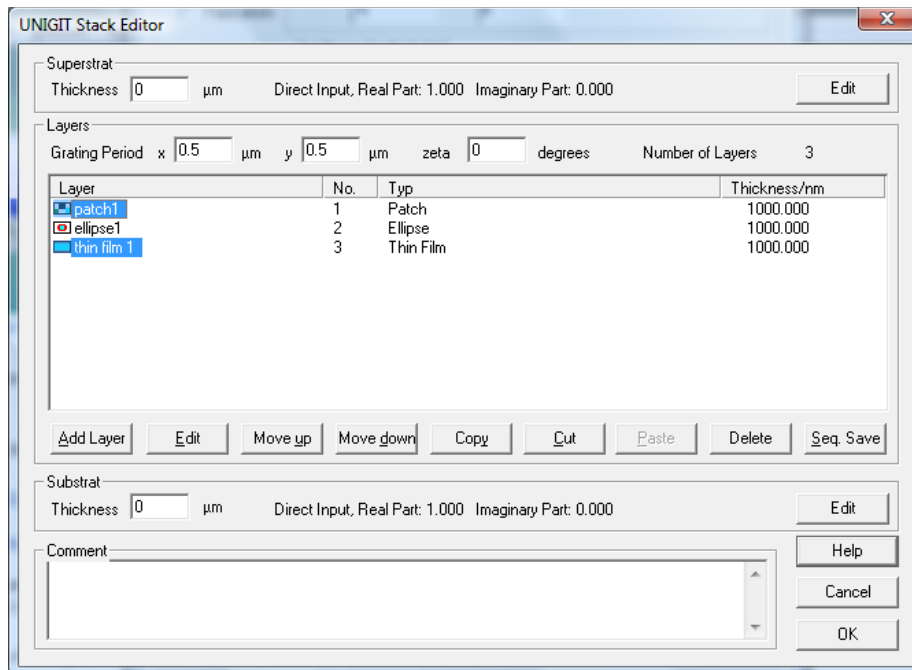 UNIGIT Stack Editor
Superstrat
Thickness 0 µm Direct Input, Real Part: 1.000 Imaginary Part: 0.000 Edit
Layers
Grating Period x 0.5 µm y 0.5 µm zeta 0 degrees Number of Layers 3
Layer No. Typ Thickness/nm
patch1 1 Patch 1000.000
ellipse1 2 Ellipse 1000.000
thin film 1 3 Thin Film 1000.000
Add Layer Edit Move up Move down Copy Cut Paste Delete Seq. Save
Substrat
Thickness 0 µm Direct Input, Real Part: 1.000 Imaginary Part: 0.000 Edit
Comment
Help
Cancel
OK